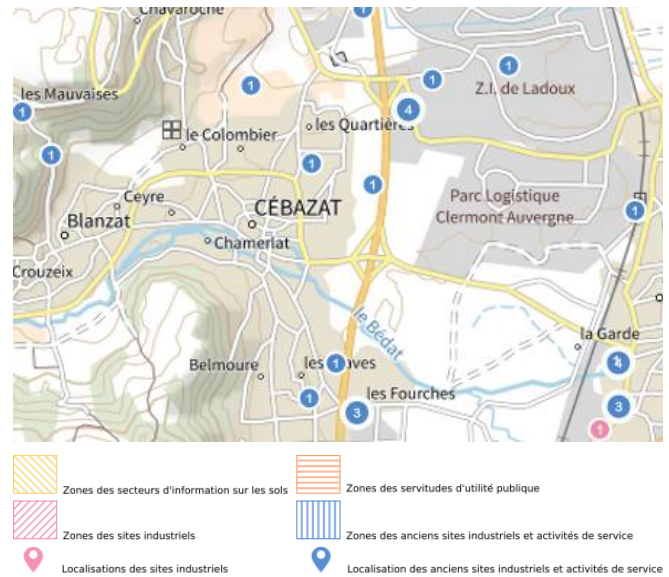 Chavaroche
1
1
1
1
Z.I. de Ladoux
les Mauvaises
1
4
les Quartières
le Colombier
1
1
1
Parc Logistique
Clermont Auvergne
1
Ceyre
CÉBAZAT
Blanzat
Chamerlat
Crouzeix
le Bédat
la Garde
4
Belmoure
1
les Fourches
1
3
3
1
Zones des secteurs d'information sur les sols
Zones des servitudes d'utilité publique
Zones des sites industriels
Zones des anciens sites industriels et activités de service
Localisations des sites industriels
Localisation des anciens sites industriels et activités de service